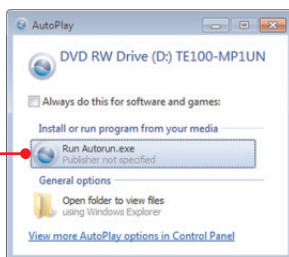 AutoPlay
DVD RW Drive (D:) TE100-MP1UN
Always do this for software and games:
Install or run program from your media
Run Autorun.exe
Publisher not specified
General options
Open folder to view files
using Windows Explorer
View more AutoPlay options in Control Panel